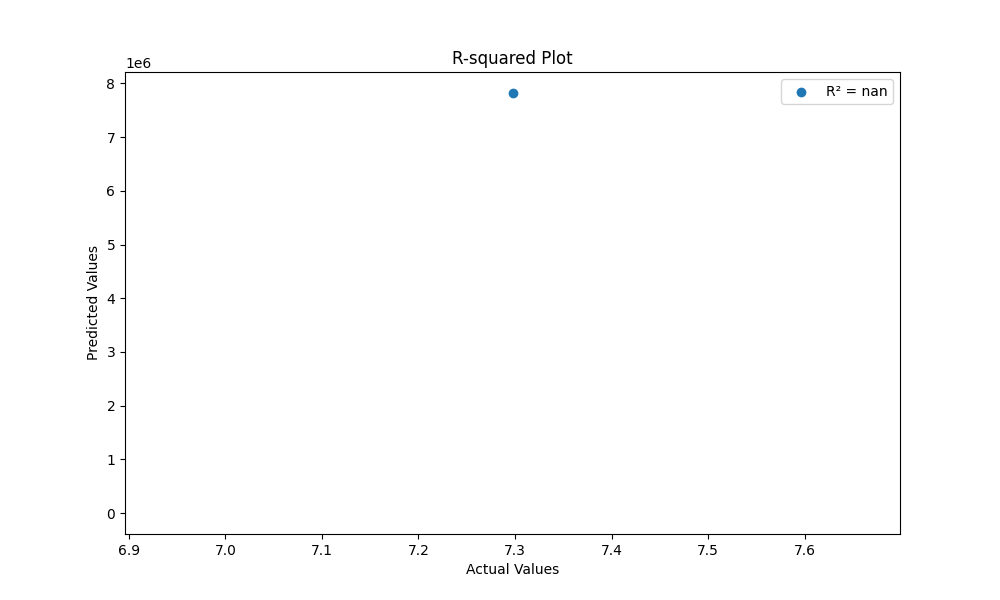 R-squared Plot
1e6
R² = nan
8
7
6
5
4
3
2
1
0
Predicted Values
6.9 7.0 7.1 7.2 7.3 7.4 7.5 7.6
Actual Values